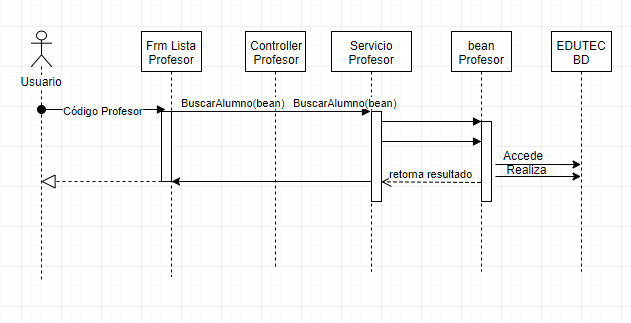 Frm Lista
Profesor
Controller
Profesor
Servicio
Profesor
bean
Profesor
EDUTEC
BD
Usuario
Código Profesor
BuscarAlumno(bean)
BuscarAlumno(bean)
Accede
Realiza
retorna resultado